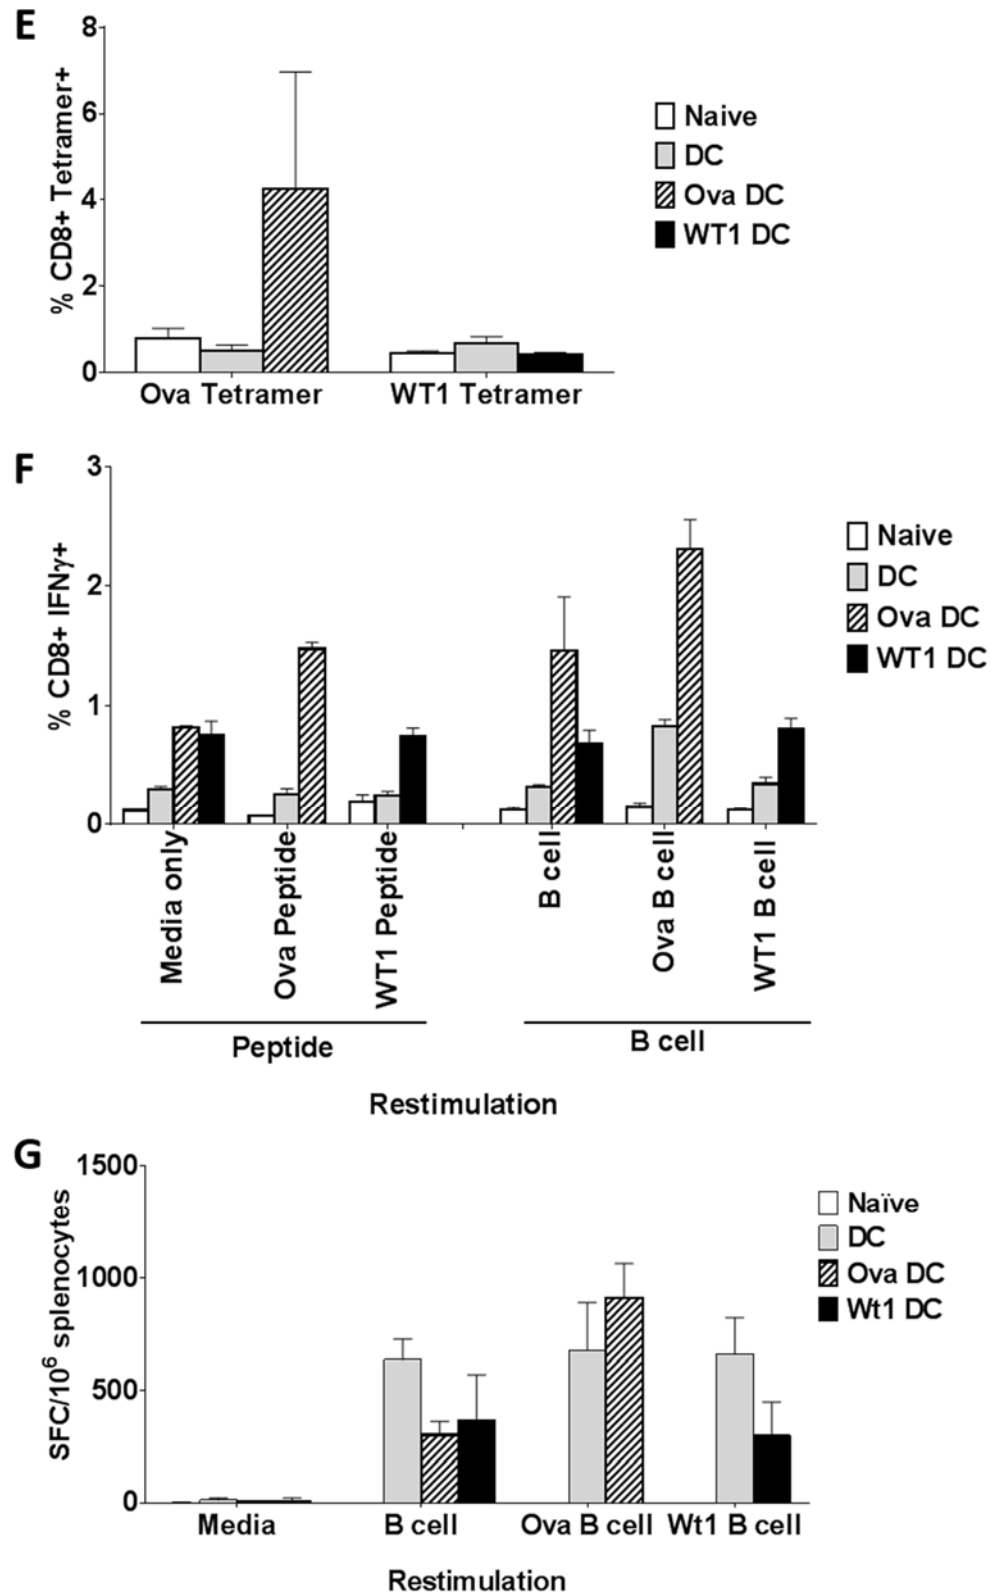 E
% CD8+ Tetramer+
8
6
4
2
0
Ova Tetramer
WT1 Tetramer
Naive
DC
Ova DC
WT1 DC
F
% CD8+ IFNγ+
3
2
1
0
Media only
Ova Peptide
WT1 Peptide
B cell
Ova B cell
WT1 B cell
Peptide
B cell
Restimulation
Naive
DC
Ova DC
WT1 DC
G
SFC/10⁶ splenocytes
1500
1000
500
0
Media
B cell
Ova B cell
Wt1 B cell
Restimulation
Naïve
DC
Ova DC
Wt1 DC